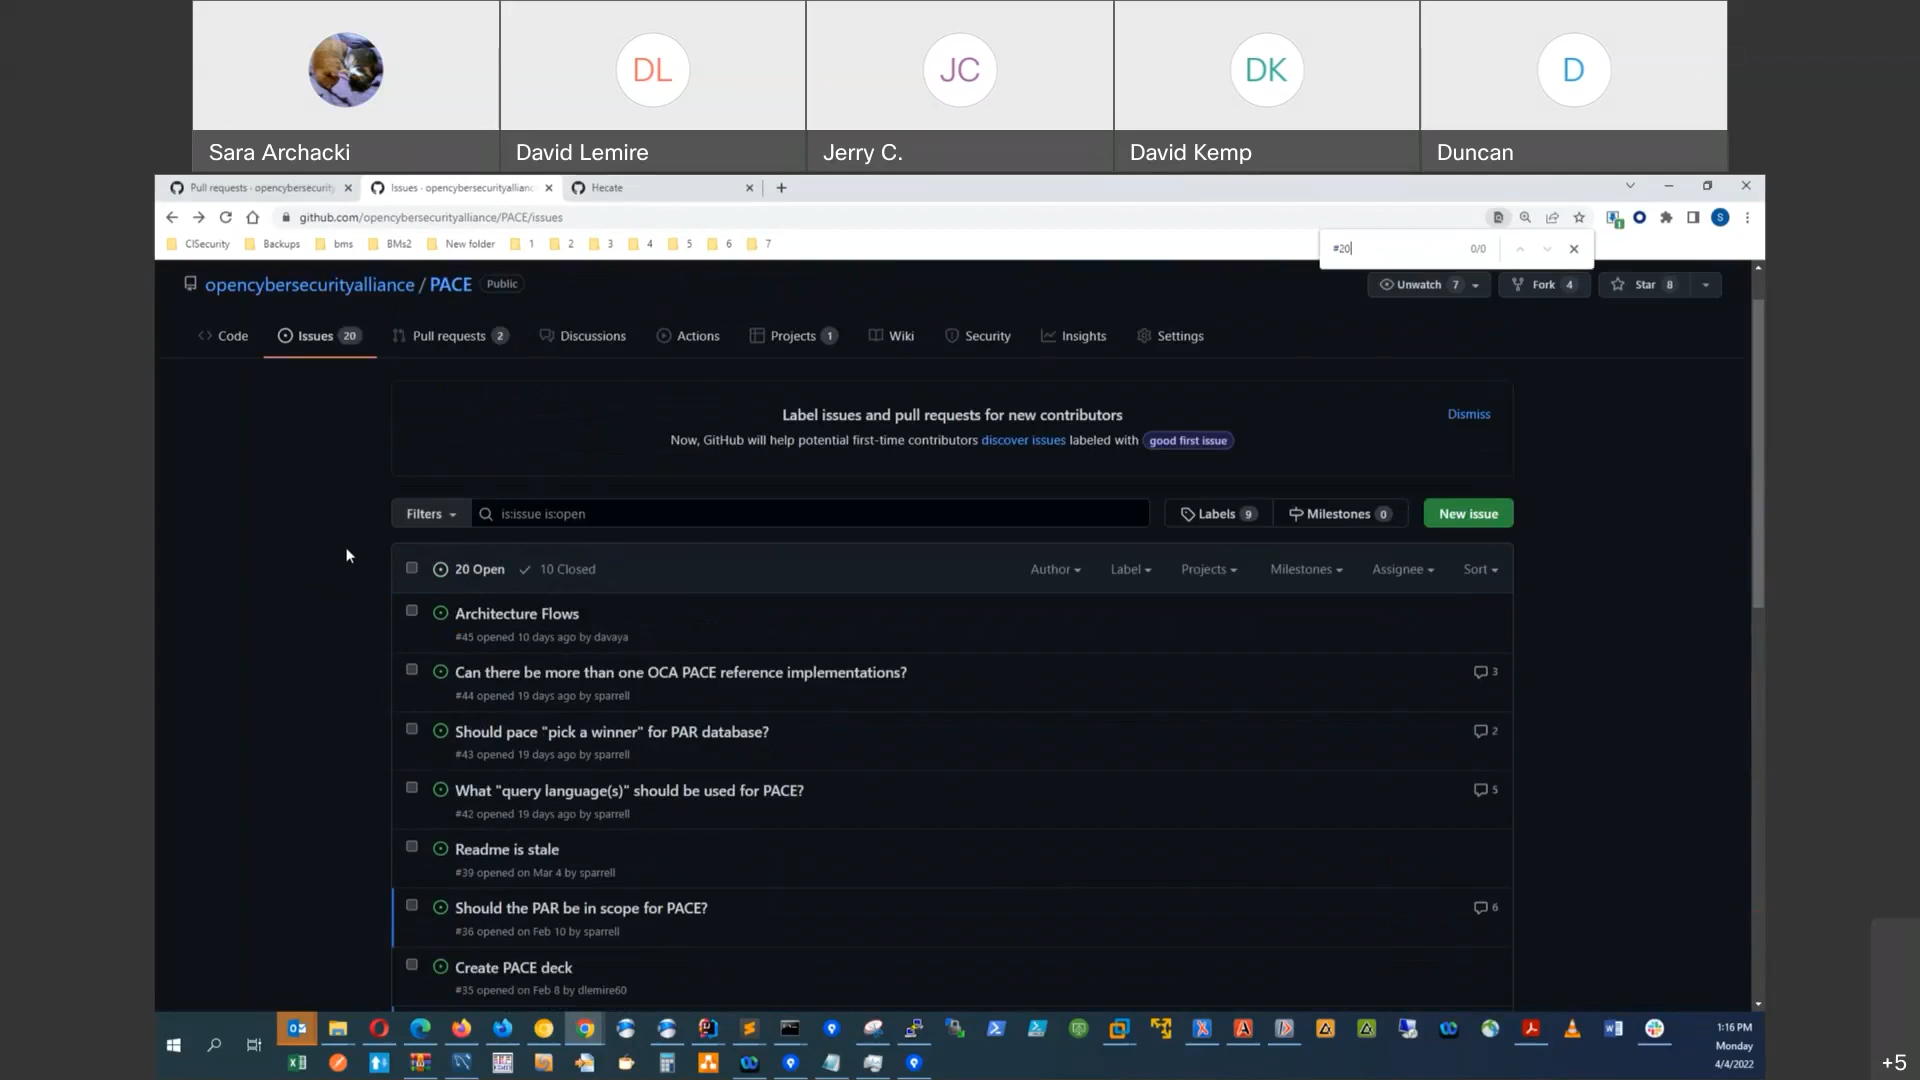 DL
JC
DK
D
Sara Archacki
David Lemire
Jerry C.
David Kemp
Duncan
Pull requests · opencybersecurity
Issues · opencybersecurityalliance
Hecate
github.com/opencybersecurityalliance/PACE/issues
S
CISecurity
Backups
bms
BMs2
New folder
1
2
3
4
5
6
7
#20
0/0
opencybersecurityalliance / PACE
Public
Unwatch 7
Fork 4
Star 8
Code
Issues 20
Pull requests 2
Discussions
Actions
Projects 1
Wiki
Security
Insights
Settings
Label issues and pull requests for new contributors
Dismiss
Now, GitHub will help potential first-time contributors discover issues labeled with good first issue
Filters
is:issue is:open
Labels 9
Milestones 0
New issue
20 Open
10 Closed
Author
Label
Projects
Milestones
Assignee
Sort
Architecture Flows
#45 opened 10 days ago by davaya
Can there be more than one OCA PACE reference implementations?
3
#44 opened 19 days ago by sparrell
Should pace "pick a winner" for PAR database?
2
#43 opened 19 days ago by sparrell
What "query language(s)" should be used for PACE?
5
#42 opened 19 days ago by sparrell
Readme is stale
#39 opened on Mar 4 by sparrell
Should the PAR be in scope for PACE?
6
#36 opened on Feb 10 by sparrell
Create PACE deck
#35 opened on Feb 8 by dlemire60
1:16 PM
Monday
4/4/2022
+5